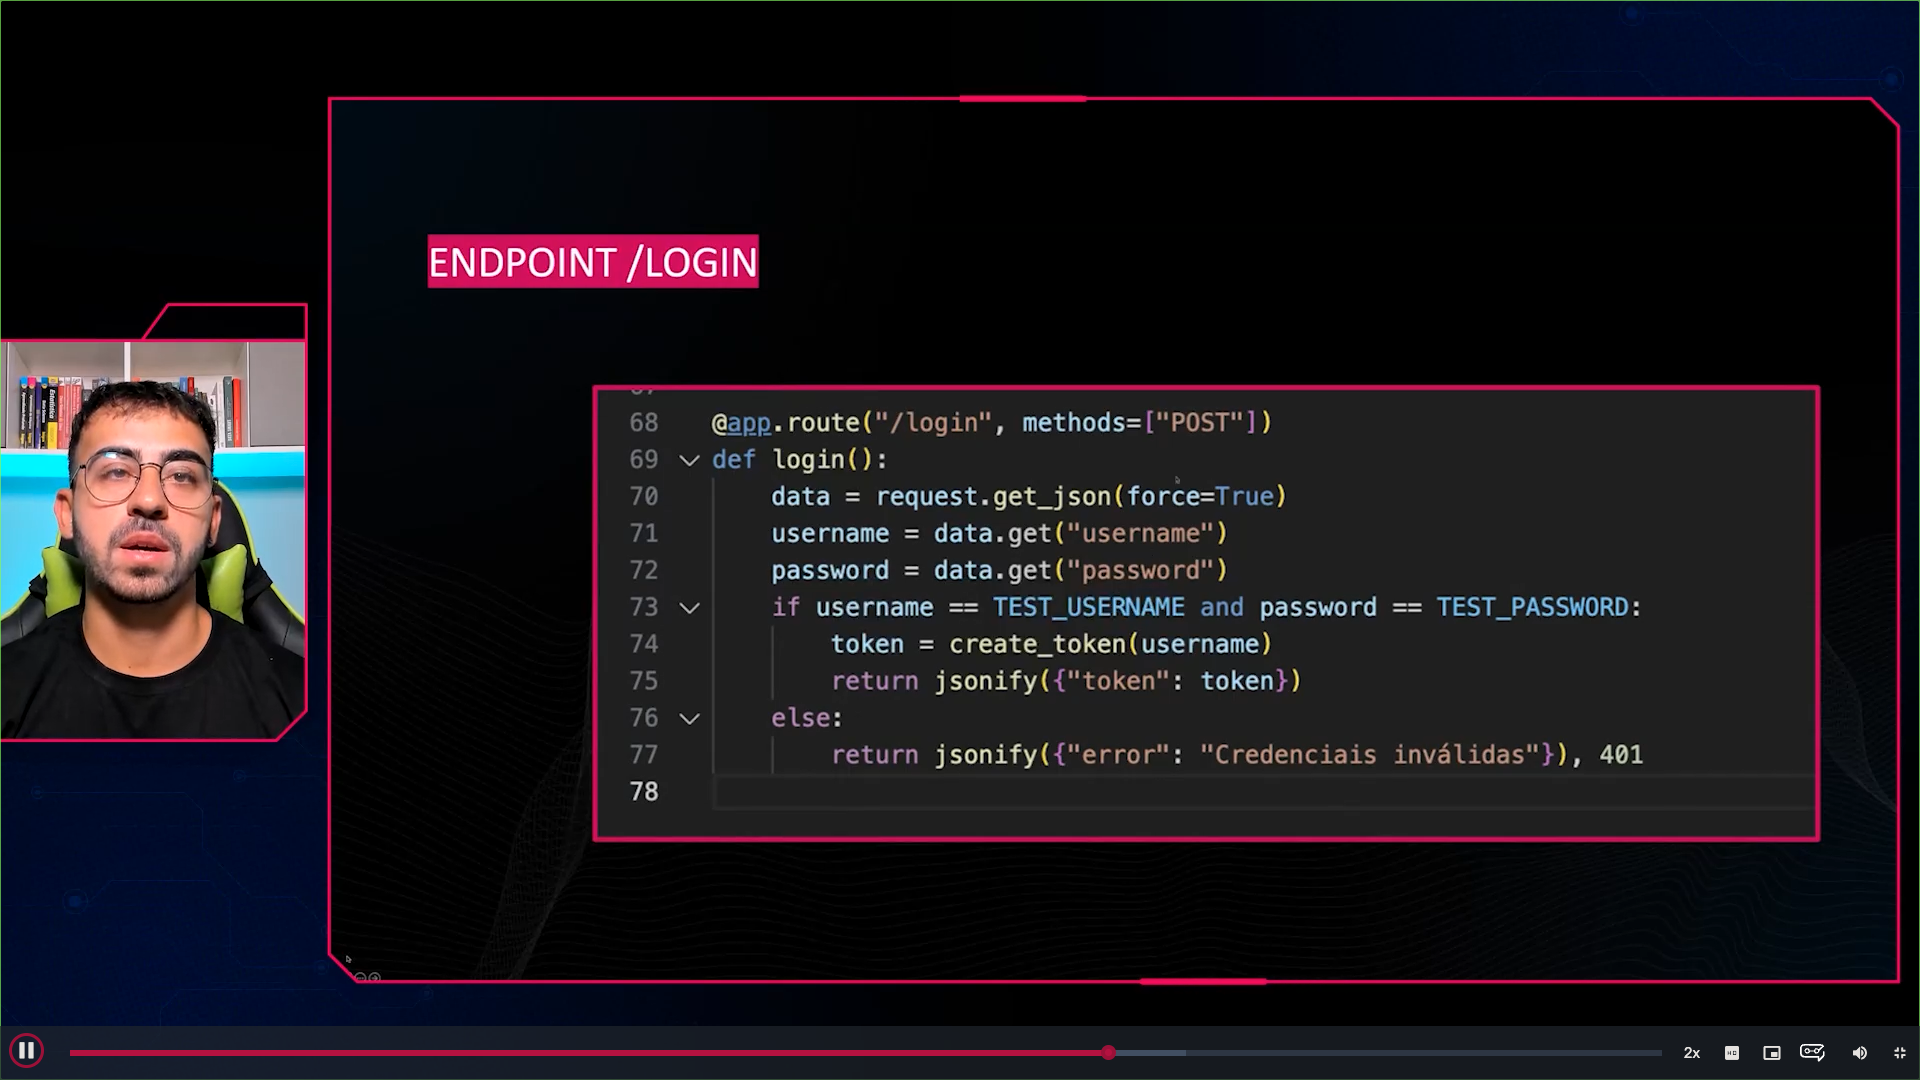 ENDPOINT /LOGIN
68 @app.route("/login", methods=["POST"])
69 def login():
70 data = request.get_json(force=True)
71 username = data.get("username")
72 password = data.get("password")
73 if username == TEST_USERNAME and password == TEST_PASSWORD:
74 token = create_token(username)
75 return jsonify({"token": token})
76 else:
77 return jsonify({"error": "Credenciais inválidas"}), 401
78
2x
HD